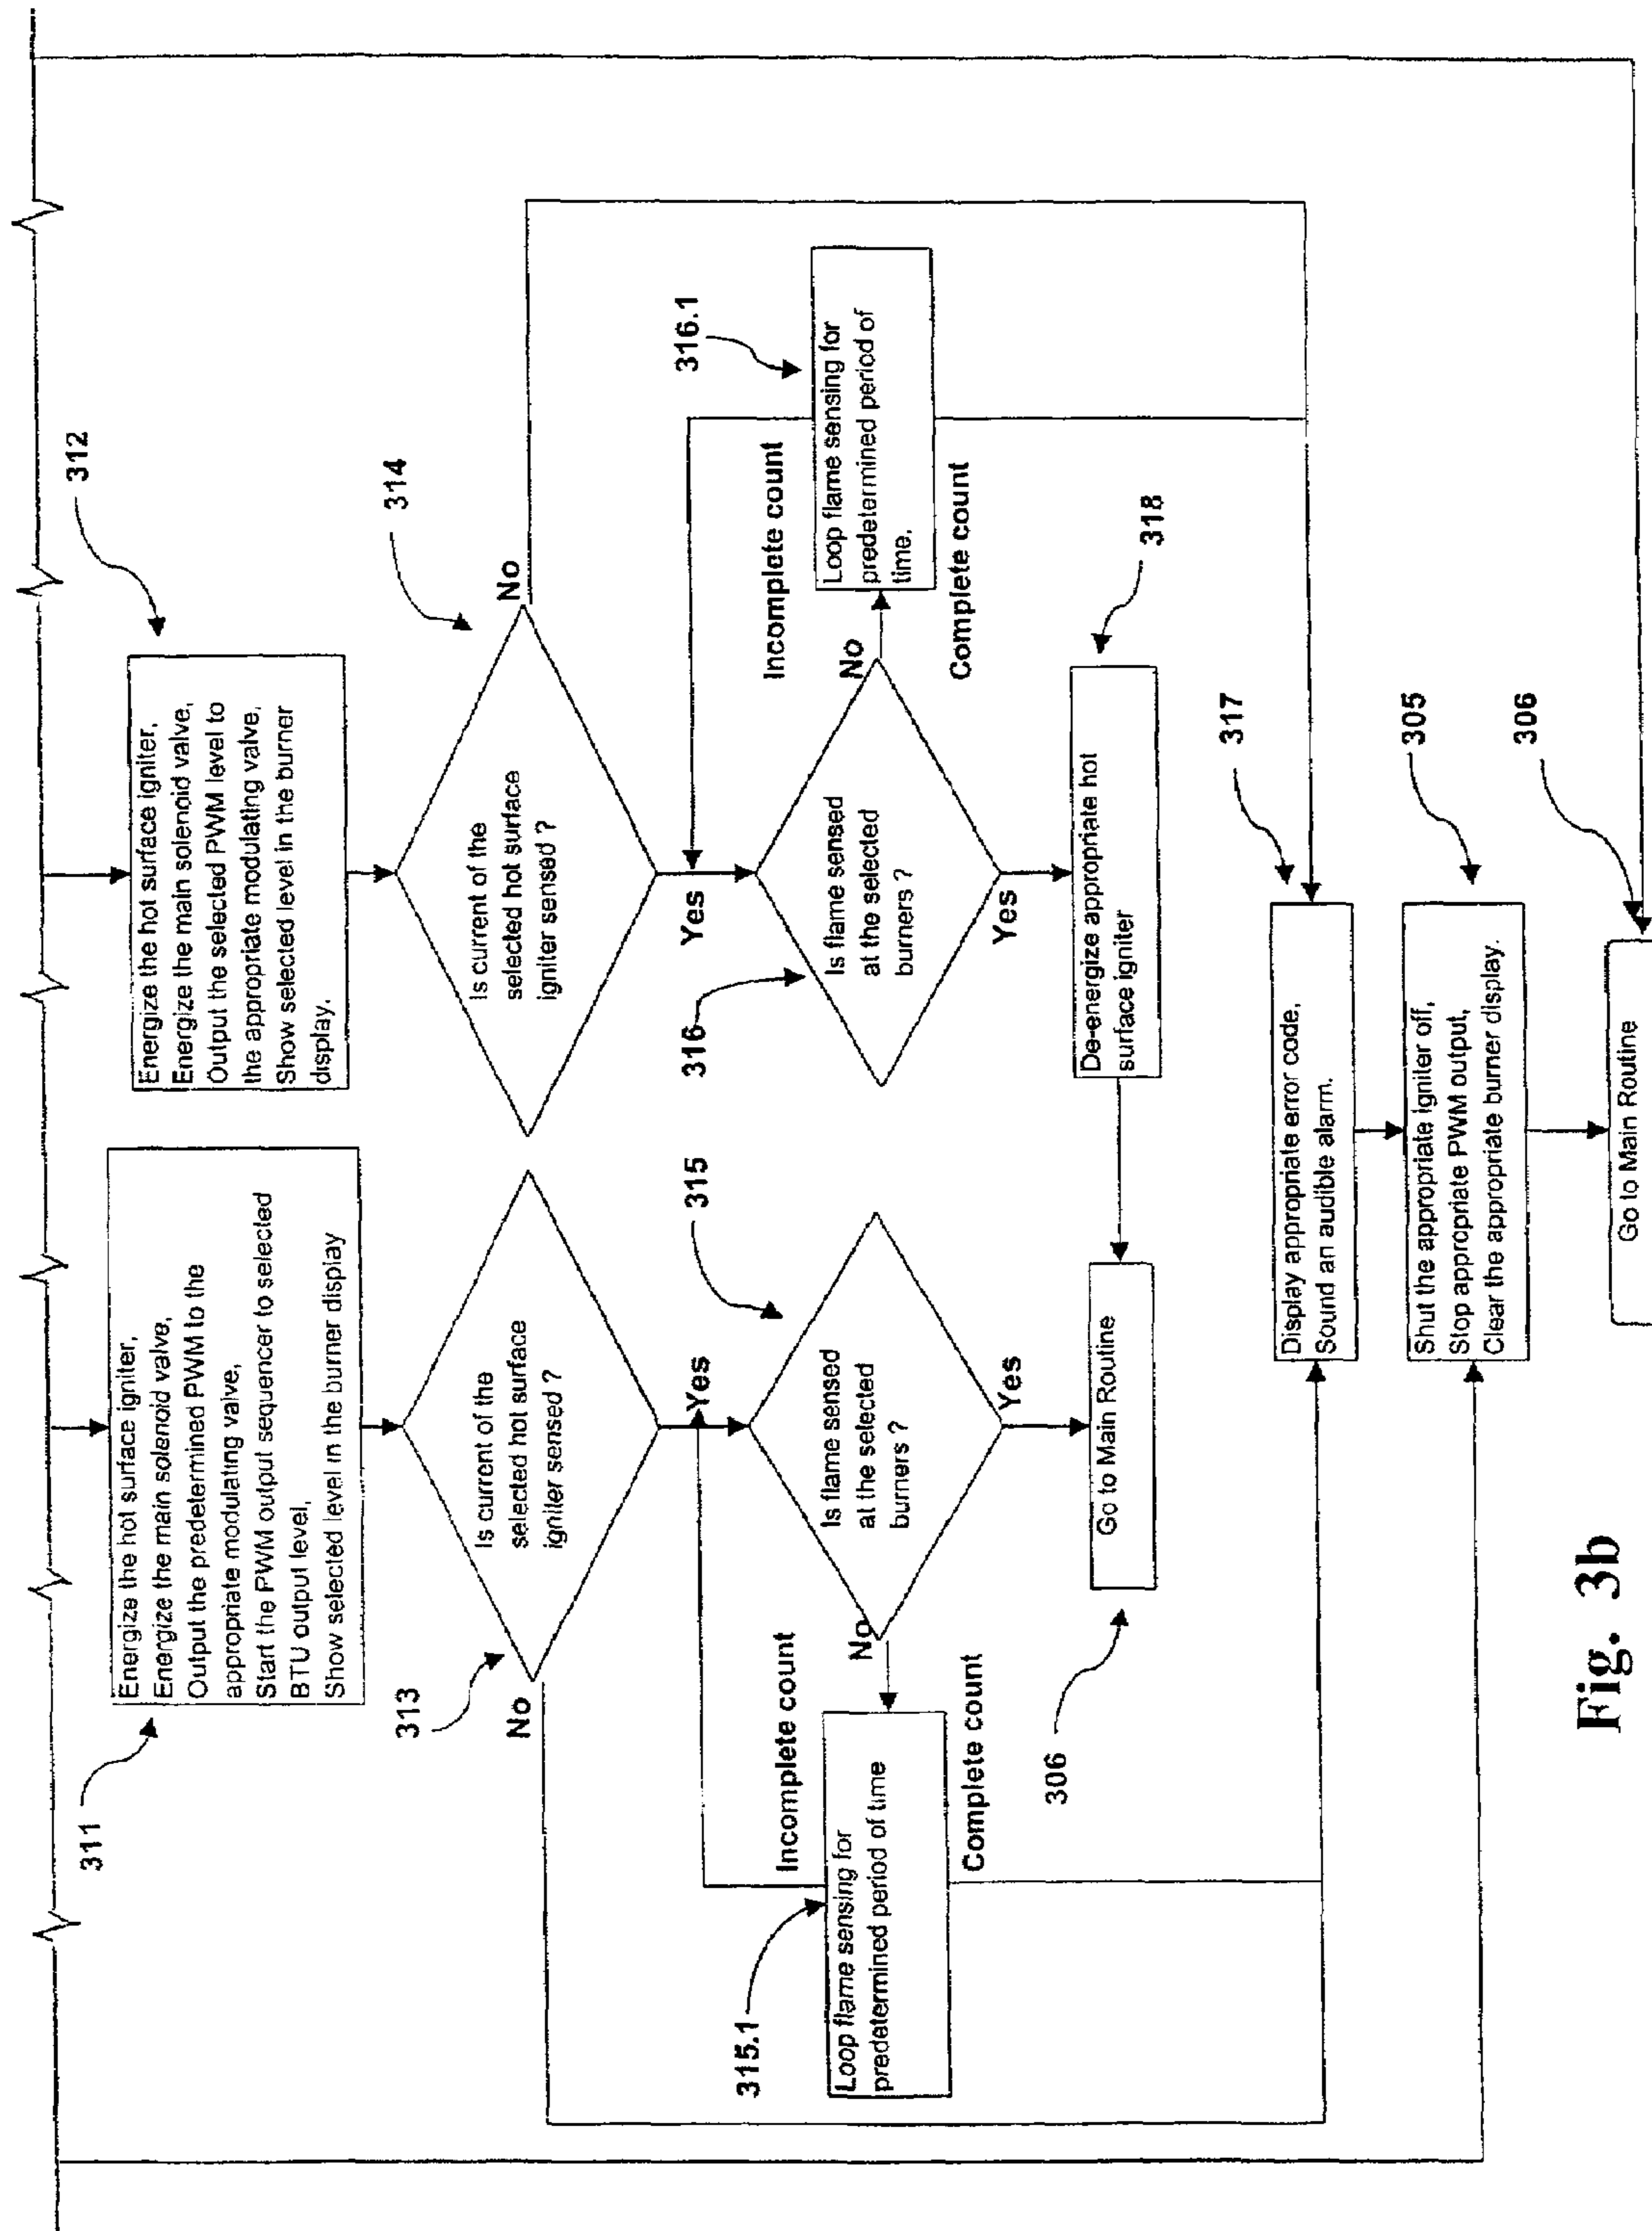 311
Energize the hot surface igniter,
Energize the main solenoid valve,
Output the predetermined PWM to the
appropriate modulating valve,
Start the PWM output sequencer to selected
BTU output level,
Show selected level in the burner display
312
Energize the hot surface igniter,
Energize the main solenoid valve,
Output the selected PWM level to
the appropriate modulating valve,
Show selected level in the burner
display.
313
No
Is current of the
selected hot surface
igniter sensed ?
Yes
314
Is current of the
selected hot surface
igniter sensed ?
No
Yes
315.1
Loop flame sensing for
predetermined period of time
Incomplete count
Complete count
No
315
Is flame sensed
at the selected
burners ?
Yes
316
Is flame sensed
at the selected
burners ?
No
Yes
316.1
Loop flame sensing for
predetermined period of
time.
Incomplete count
Complete count
306
Go to Main Routine
318
De-energize appropriate hot
surface igniter
317
Display appropriate error code,
Sound an audible alarm.
305
Shut the appropriate igniter off,
Stop appropriate PWM output,
Clear the appropriate burner display.
306
Go to Main Routine
Fig. 3b